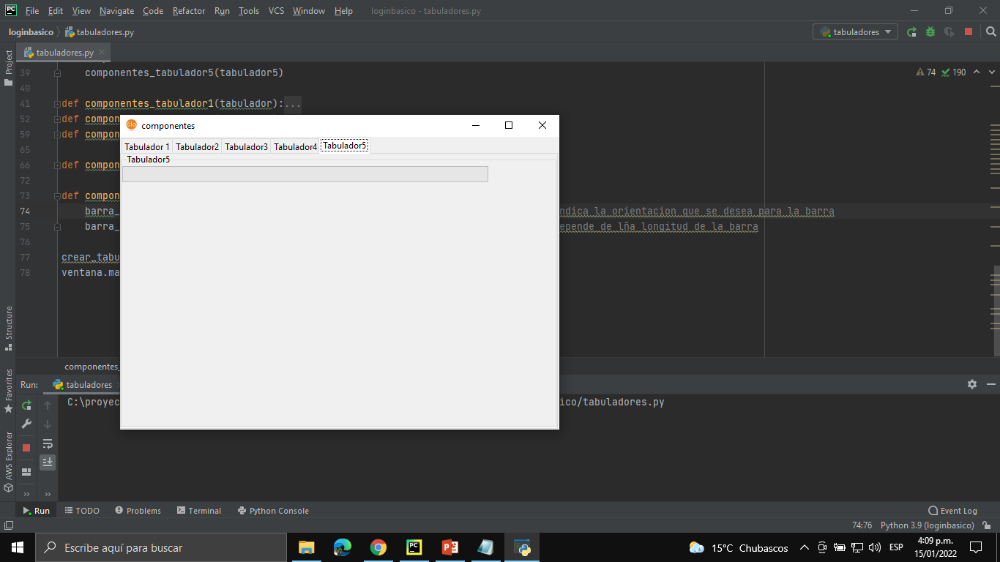 PC File Edit View Navigate Code Refactor Run Tools VCS Window Help loginbasico - tabuladores.py
loginbasico tabuladores.py tabuladores
tabuladores.py
Project
39 componentes_tabulador5(tabulador5) 74 190
40
41 def componentes_tabulador1(tabulador):...
52 def compon
59 def compon
65
66 def compon
72
73 def compon
74 barra_ ndica la orientacion que se desea para la barra
75 barra_ epende de lña longitud de la barra
76
77 crear_tabu
78 ventana.ma
componentes
Tabulador 1 Tabulador2 Tabulador3 Tabulador4 Tabulador5
Tabulador5
Structure
Favorites
AWS Explorer
componentes_
Run: tabuladores
C:\proyec ico/tabuladores.py
Run TODO Problems Terminal Python Console Event Log
74:76 Python 3.9 (loginbasico)
Escribe aquí para buscar PC 15°C Chubascos ESP 4:09 p.m.
15/01/2022